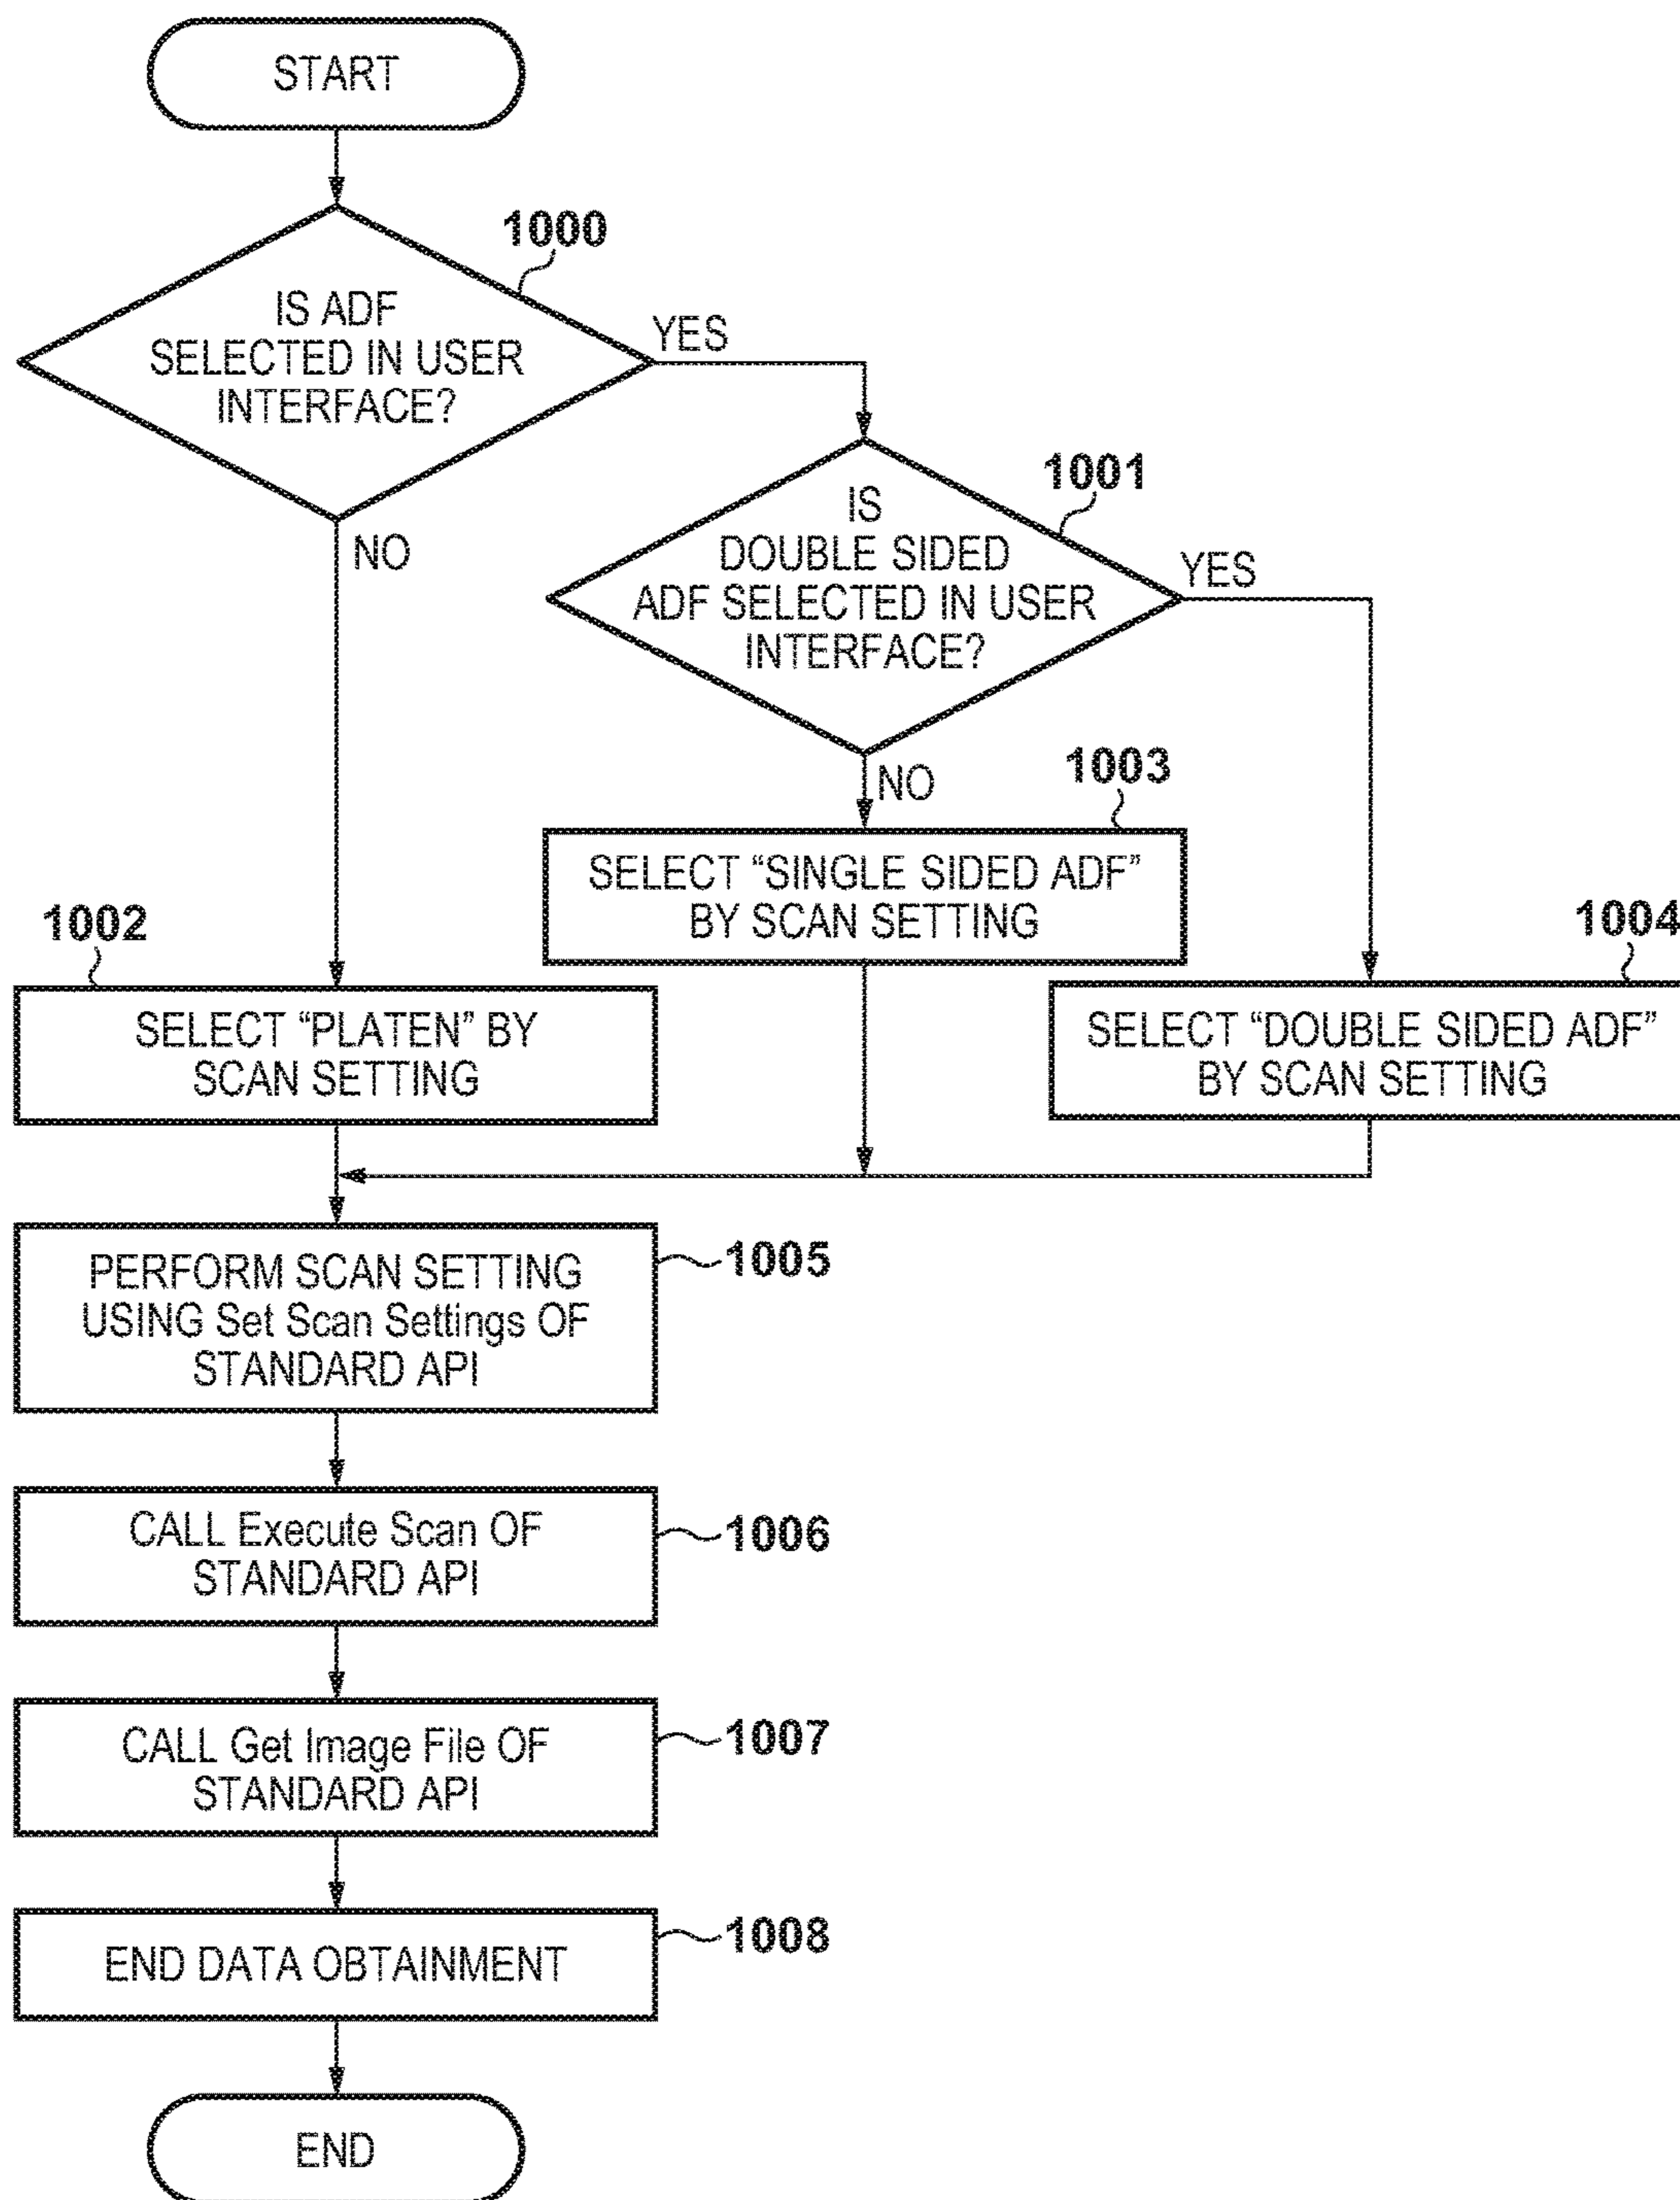 START
1000
IS ADF
SELECTED IN USER
INTERFACE?
YES
NO
1001
IS
DOUBLE SIDED
ADF SELECTED IN USER
INTERFACE?
YES
NO
1003
SELECT “SINGLE SIDED ADF”
BY SCAN SETTING
1002
SELECT “PLATEN” BY
SCAN SETTING
1004
SELECT “DOUBLE SIDED ADF”
BY SCAN SETTING
PERFORM SCAN SETTING
USING Set Scan Settings OF
STANDARD API
1005
CALL Execute Scan OF
STANDARD API
1006
CALL Get Image File OF
STANDARD API
1007
END DATA OBTAINMENT
1008
END